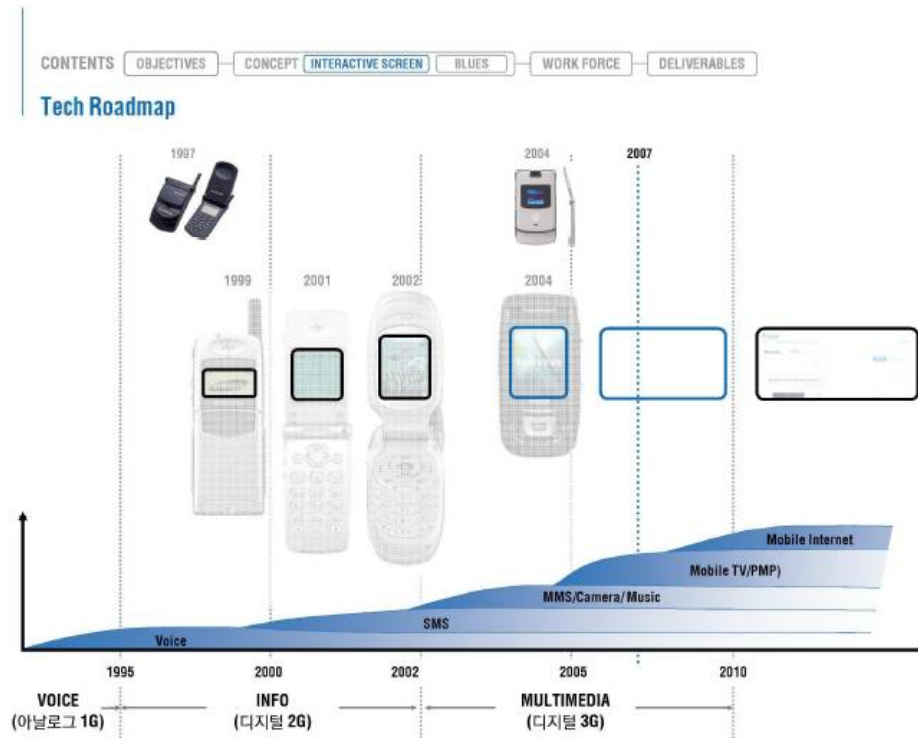 CONTENTS OBJECTIVES CONCEPT INTERACTIVE SCREEN BLUES WORK FORCE DELIVERABLES
Tech Roadmap
1997 2004 2007
1999 2001 2002 2004
Mobile Internet
Mobile TV/PMP)
MMS/Camera/Music
SMS
Voice
1995 2000 2002 2005 2010
VOICE INFO MULTIMEDIA
(아날로그 1G) (디지털 2G) (디지털 3G)